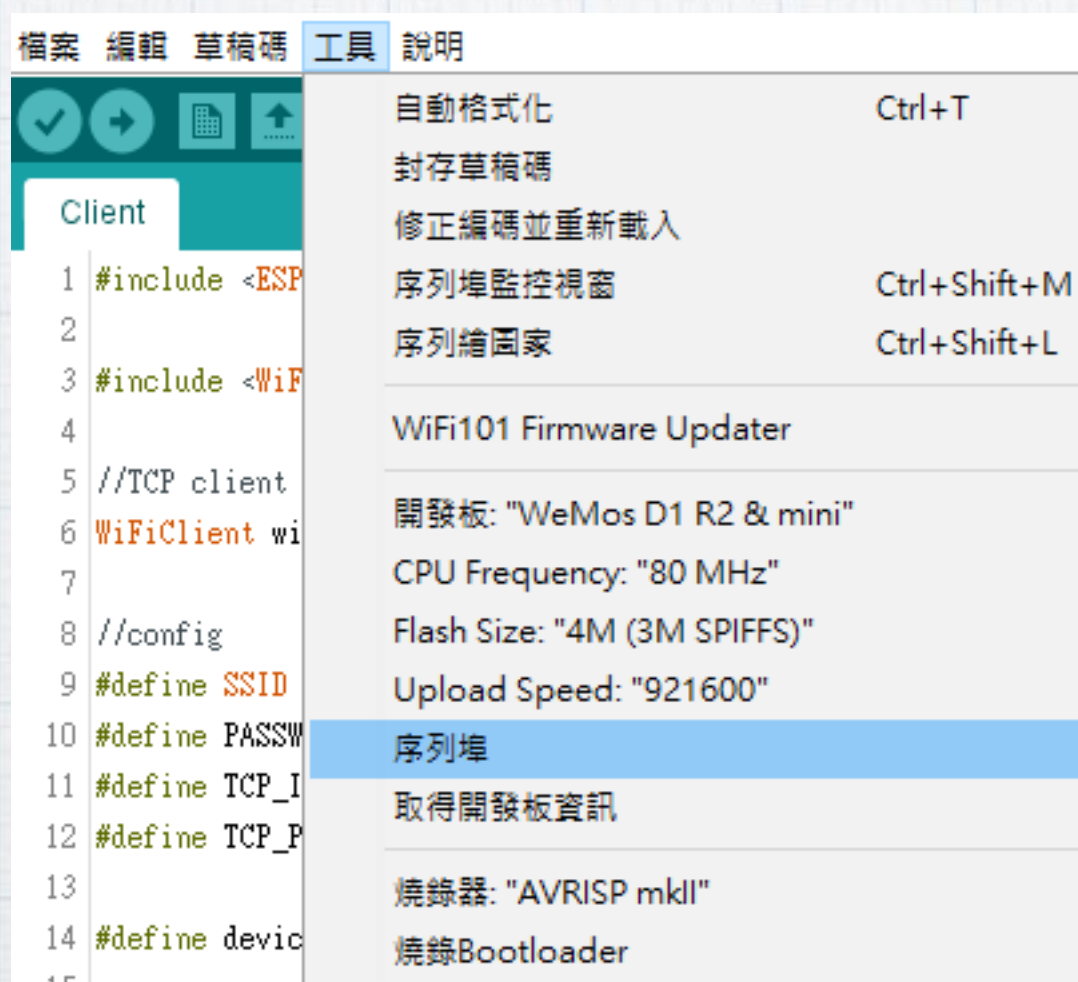 檔案 編輯 草稿碼 工具 說明
自動格式化 Ctrl+T
封存草稿碼
修正編碼並重新載入
序列埠監控視窗 Ctrl+Shift+M
序列繪圖家 Ctrl+Shift+L
WiFi101 Firmware Updater
開發板: "WeMos D1 R2 & mini"
CPU Frequency: "80 MHz"
Flash Size: "4M (3M SPIFFS)"
Upload Speed: "921600"
序列埠
取得開發板資訊
燒錄器: "AVRISP mkII"
燒錄Bootloader
Client
1 #include <ESP
2
3 #include <WiF
4
5 //TCP client
6 WiFiClient wi
7
8 //config
9 #define SSID
10 #define PASSW
11 #define TCP_I
12 #define TCP_P
13
14 #define devic